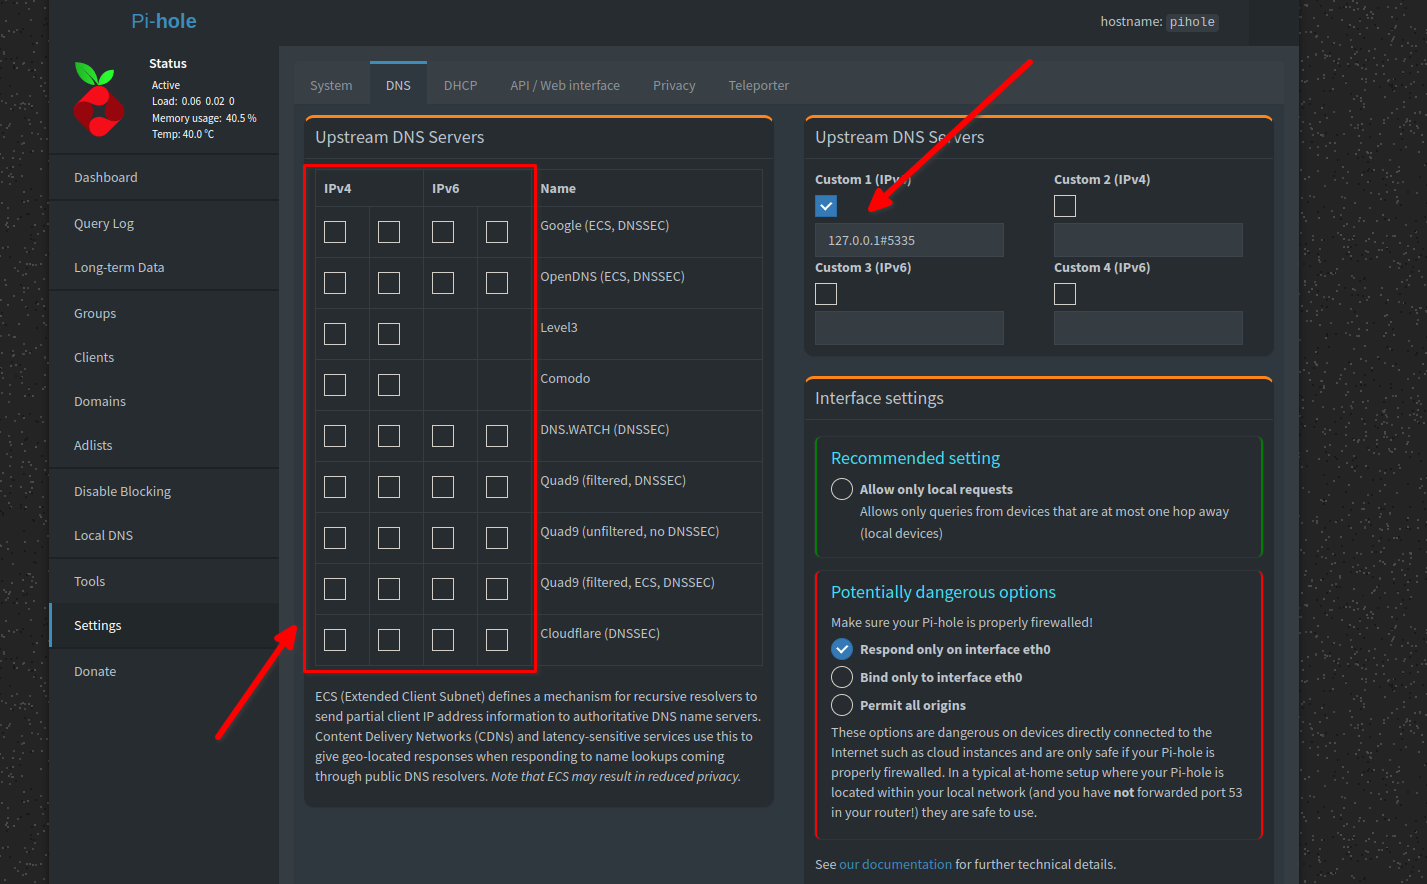 Pi-hole
hostname: pihole
Status
Active
Load: 0.06 0.02 0
Memory usage: 40.5 %
Temp: 40.0 °C
Dashboard
Query Log
Long-term Data
Groups
Clients
Domains
Adlists
Disable Blocking
Local DNS
Tools
Settings
Donate
System DNS DHCP API / Web interface Privacy Teleporter
Upstream DNS Servers
IPv4 IPv6 Name
Google (ECS, DNSSEC)
OpenDNS (ECS, DNSSEC)
Level3
Comodo
DNS.WATCH (DNSSEC)
Quad9 (filtered, DNSSEC)
Quad9 (unfiltered, no DNSSEC)
Quad9 (filtered, ECS, DNSSEC)
Cloudflare (DNSSEC)
ECS (Extended Client Subnet) defines a mechanism for recursive resolvers to
send partial client IP address information to authoritative DNS name servers.
Content Delivery Networks (CDNs) and latency-sensitive services use this to
give geo-located responses when responding to name lookups coming
through public DNS resolvers. Note that ECS may result in reduced privacy.
Upstream DNS Servers
Custom 1 Custom 2 (IPv4)
127.0.0.1#5335
Custom 3 (IPv6) Custom 4 (IPv6)
Interface settings
Recommended setting
Allow only local requests
Allows only queries from devices that are at most one hop away
(local devices)
Potentially dangerous options
Make sure your Pi-hole is properly firewalled!
Respond only on interface eth0
Bind only to interface eth0
Permit all origins
These options are dangerous on devices directly connected to the
Internet such as cloud instances and are only safe if your Pi-hole is
properly firewalled. In a typical at-home setup where your Pi-hole is
located within your local network (and you have not forwarded port 53
in your router!) they are safe to use.
See our documentation for further technical details.